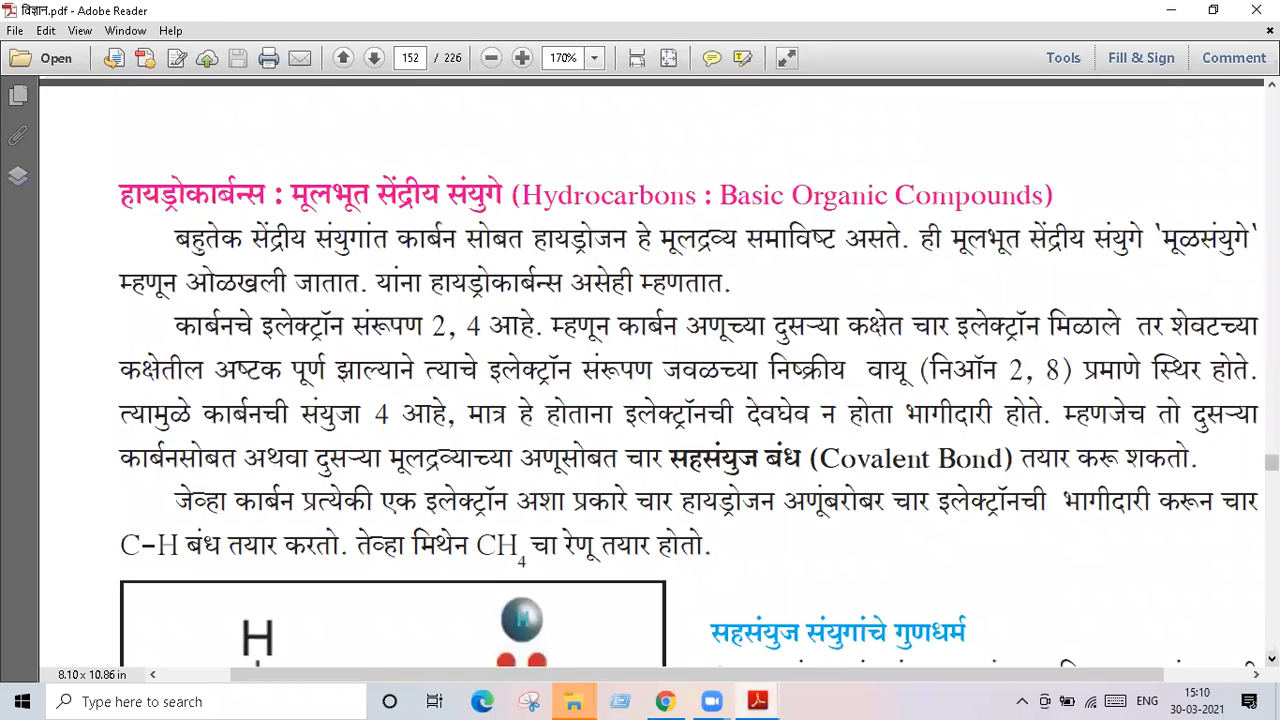 विज्ञान.pdf - Adobe Reader
File Edit View Window Help
Open 152 / 226 170% Tools Fill & Sign Comment
हायड्रोकार्बन्स : मूलभूत सेंद्रीय संयुगे (Hydrocarbons : Basic Organic Compounds)
बहुतेक सेंद्रीय संयुगांत कार्बन सोबत हायड्रोजन हे मूलद्रव्य समाविष्ट असते. ही मूलभूत सेंद्रीय संयुगे 'मूळसंयुगे'
म्हणून ओळखली जातात. यांना हायड्रोकार्बन्स असेही म्हणतात.
कार्बनचे इलेक्ट्रॉन संरूपण 2, 4 आहे. म्हणून कार्बन अणूच्या दुसऱ्या कक्षेत चार इलेक्ट्रॉन मिळाले तर शेवटच्या
कक्षेतील अष्टक पूर्ण झाल्याने त्याचे इलेक्ट्रॉन संरूपण जवळच्या निष्क्रीय वायू (निऑन 2, 8) प्रमाणे स्थिर होते.
त्यामुळे कार्बनची संयुजा 4 आहे, मात्र हे होताना इलेक्ट्रॉनची देवघेव न होता भागीदारी होते. म्हणजेच तो दुसऱ्या
कार्बनसोबत अथवा दुसऱ्या मूलद्रव्याच्या अणूसोबत चार सहसंयुज बंध (Covalent Bond) तयार करू शकतो.
जेव्हा कार्बन प्रत्येकी एक इलेक्ट्रॉन अशा प्रकारे चार हायड्रोजन अणूंबरोबर चार इलेक्ट्रॉनची भागीदारी करून चार
C-H बंध तयार करतो. तेव्हा मिथेन CH4 चा रेणू तयार होतो.
H H
सहसंयुज संयुगांचे गुणधर्म
8.10 x 10.86 in
Type here to search ENG 15:10
30-03-2021